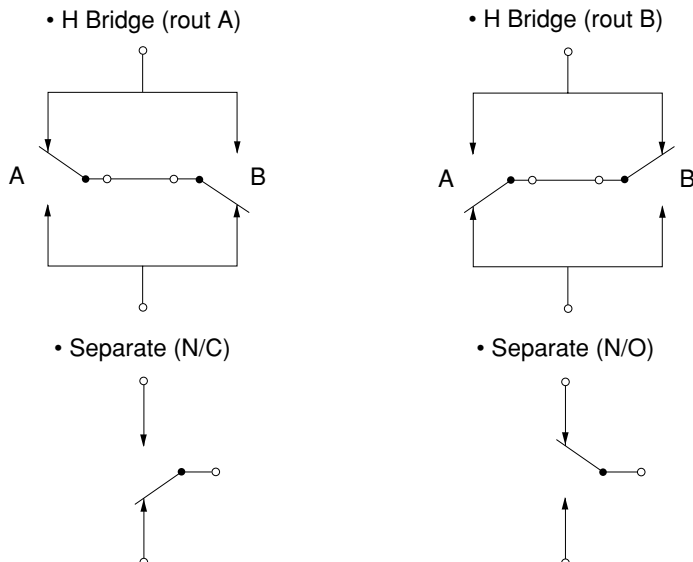 • H Bridge (rout A)
• H Bridge (rout B)
A
B
A
B
• Separate (N/C)
• Separate (N/O)